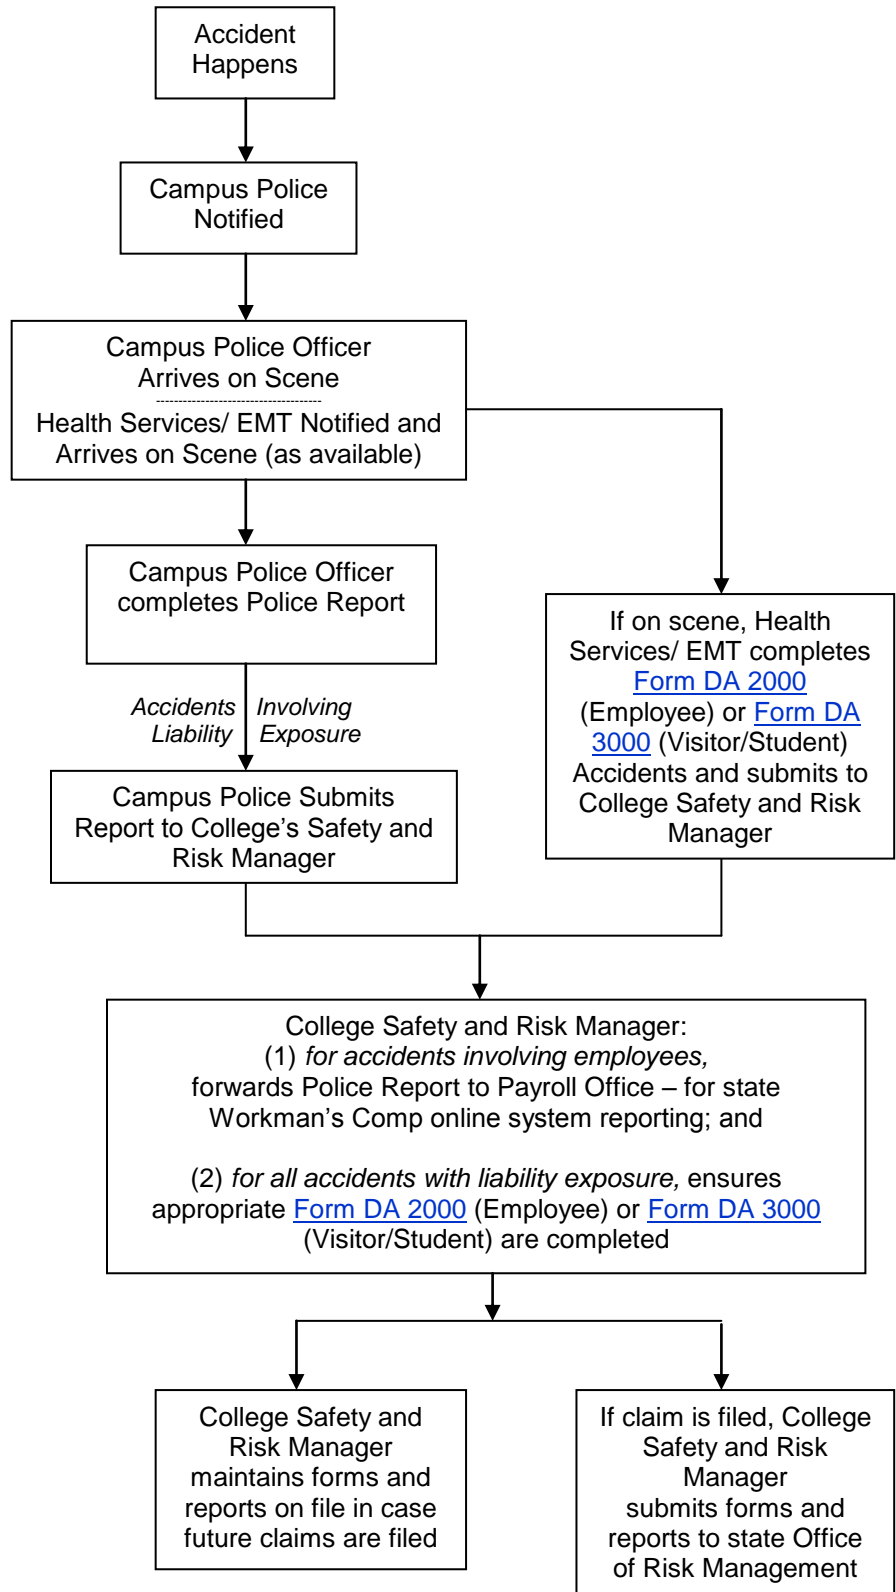 Accident
Happens
Campus Police
Notified
Campus Police Officer
Arrives on Scene
------------------------------------
Health Services/ EMT Notified and
Arrives on Scene (as available)
Campus Police Officer
completes Police Report
Accidents Involving
Liability Exposure
Campus Police Submits
Report to College’s Safety and
Risk Manager
If on scene, Health
Services/ EMT completes
Form DA 2000
(Employee) or Form DA
3000 (Visitor/Student)
Accidents and submits to
College Safety and Risk
Manager
College Safety and Risk Manager:
(1) for accidents involving employees,
forwards Police Report to Payroll Office – for state
Workman’s Comp online system reporting; and
(2) for all accidents with liability exposure, ensures
appropriate Form DA 2000 (Employee) or Form DA 3000
(Visitor/Student) are completed
College Safety and
Risk Manager
maintains forms and
reports on file in case
future claims are filed
If claim is filed, College
Safety and Risk
Manager
submits forms and
reports to state Office
of Risk Management